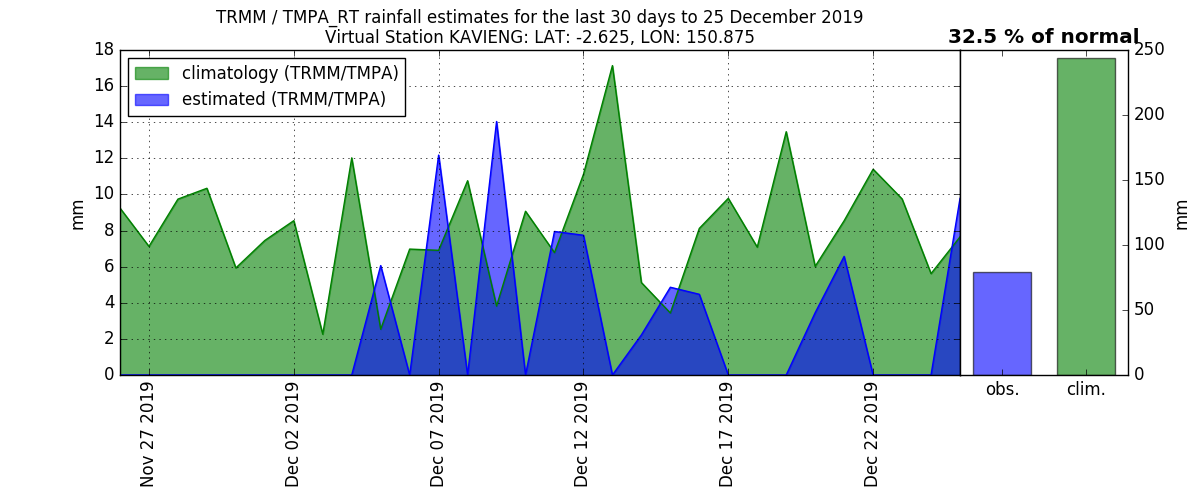 TRMM / TMPA_RT rainfall estimates for the last 30 days to 25 December 2019
Virtual Station KAVIENG: LAT: -2.625, LON: 150.875
32.5 % of normal
climatology (TRMM/TMPA)
estimated (TRMM/TMPA)
18
16
14
12
10
8
6
4
2
0
mm
250
200
150
100
50
0
mm
Nov 27 2019
Dec 02 2019
Dec 07 2019
Dec 12 2019
Dec 17 2019
Dec 22 2019
obs.
clim.